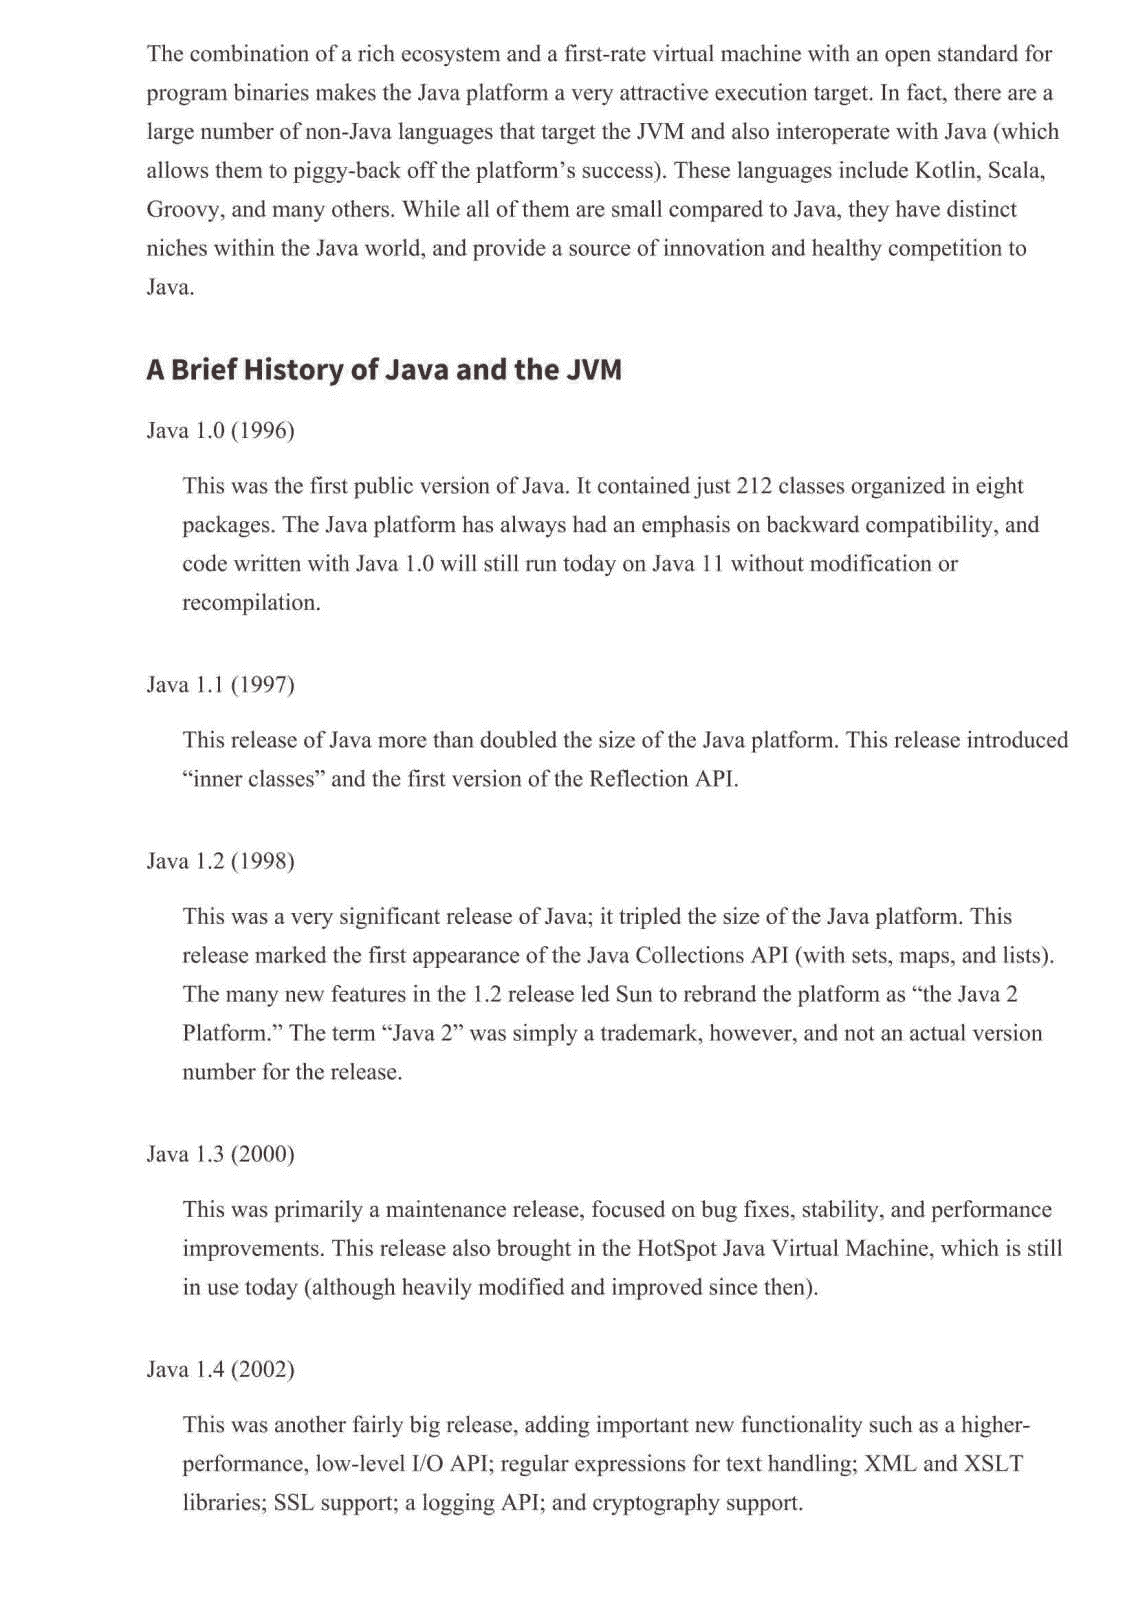 The combination of a rich ecosystem and a first-rate virtual machine with an open standard for
program binaries makes the Java platform a very attractive execution target. In fact, there are a
large number of non-Java languages that target the JVM and also interoperate with Java (which
allows them to piggy-back off the platform’s success). These languages include Kotlin, Scala,
Groovy, and many others. While all of them are small compared to Java, they have distinct
niches within the Java world, and provide a source of innovation and healthy competition to
Java.
A Brief History of Java and the JVM
Java 1.0 (1996)
This was the first public version of Java. It contained just 212 classes organized in eight
packages. The Java platform has always had an emphasis on backward compatibility, and
code written with Java 1.0 will still run today on Java 11 without modification or
recompilation.
Java 1.1 (1997)
This release of Java more than doubled the size of the Java platform. This release introduced
“inner classes” and the first version of the Reflection API.
Java 1.2 (1998)
This was a very significant release of Java; it tripled the size of the Java platform. This
release marked the first appearance of the Java Collections API (with sets, maps, and lists).
The many new features in the 1.2 release led Sun to rebrand the platform as “the Java 2
Platform.” The term “Java 2” was simply a trademark, however, and not an actual version
number for the release.
Java 1.3 (2000)
This was primarily a maintenance release, focused on bug fixes, stability, and performance
improvements. This release also brought in the HotSpot Java Virtual Machine, which is still
in use today (although heavily modified and improved since then).
Java 1.4 (2002)
This was another fairly big release, adding important new functionality such as a higher-
performance, low-level I/O API; regular expressions for text handling; XML and XSLT
libraries; SSL support; a logging API; and cryptography support.